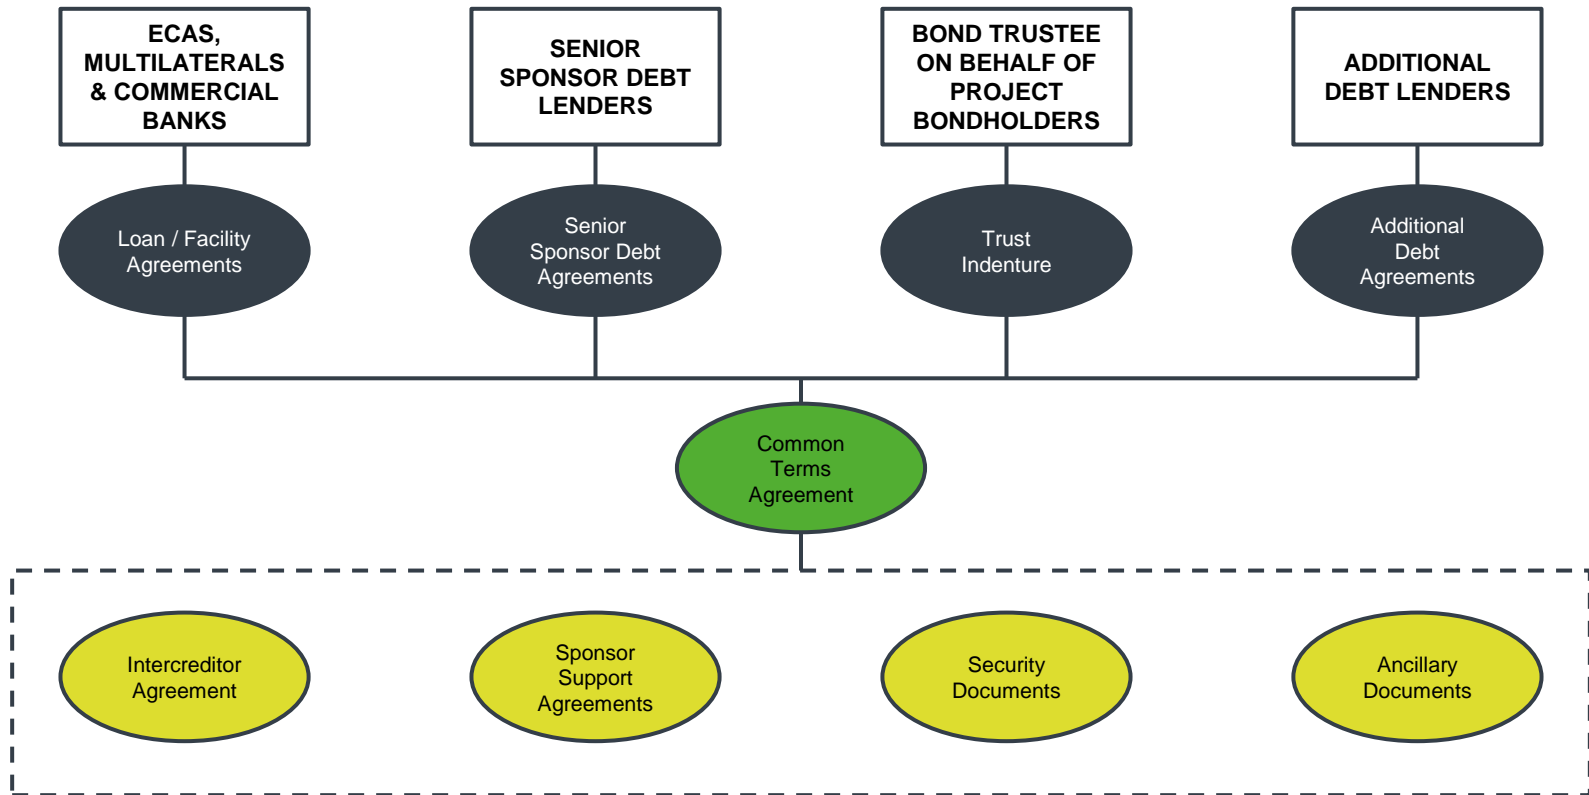 ECAS,
MULTILATERALS
& COMMERCIAL
BANKS
SENIOR
SPONSOR DEBT
LENDERS
BOND TRUSTEE
ON BEHALF OF
PROJECT
BONDHOLDERS
ADDITIONAL
DEBT LENDERS
Loan / Facility
Agreements
Senior
Sponsor Debt
Agreements
Trust
Indenture
Additional
Debt
Agreements
Common
Terms
Agreement
Intercreditor
Agreement
Sponsor
Support
Agreements
Security
Documents
Ancillary
Documents